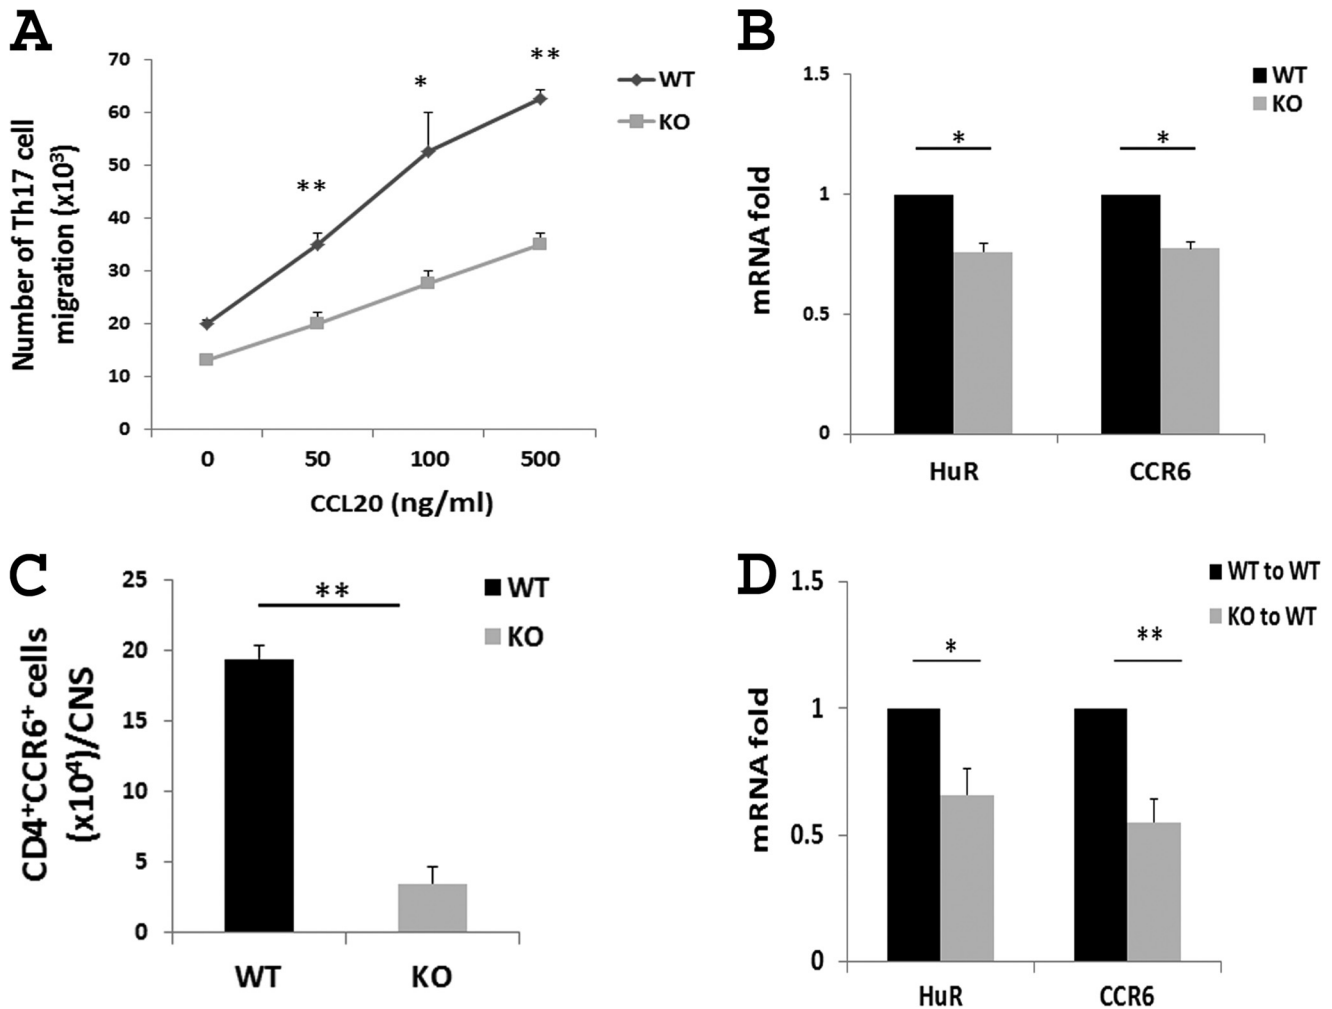 A
70
60
50
40
30
20
10
0
Number of Th17 cell
migration (x10³)
**
*
**
WT
KO
0 50 100 500
CCL20 (ng/ml)
B
1.5
1
0.5
0
mRNA fold
*
*
WT
KO
HuR CCR6
C
25
20
15
10
5
0
CD4⁺CCR6⁺ cells
(x10⁴)/CNS
**
WT
KO
WT KO
D
1.5
1
0.5
0
mRNA fold
*
**
WT to WT
KO to WT
HuR CCR6